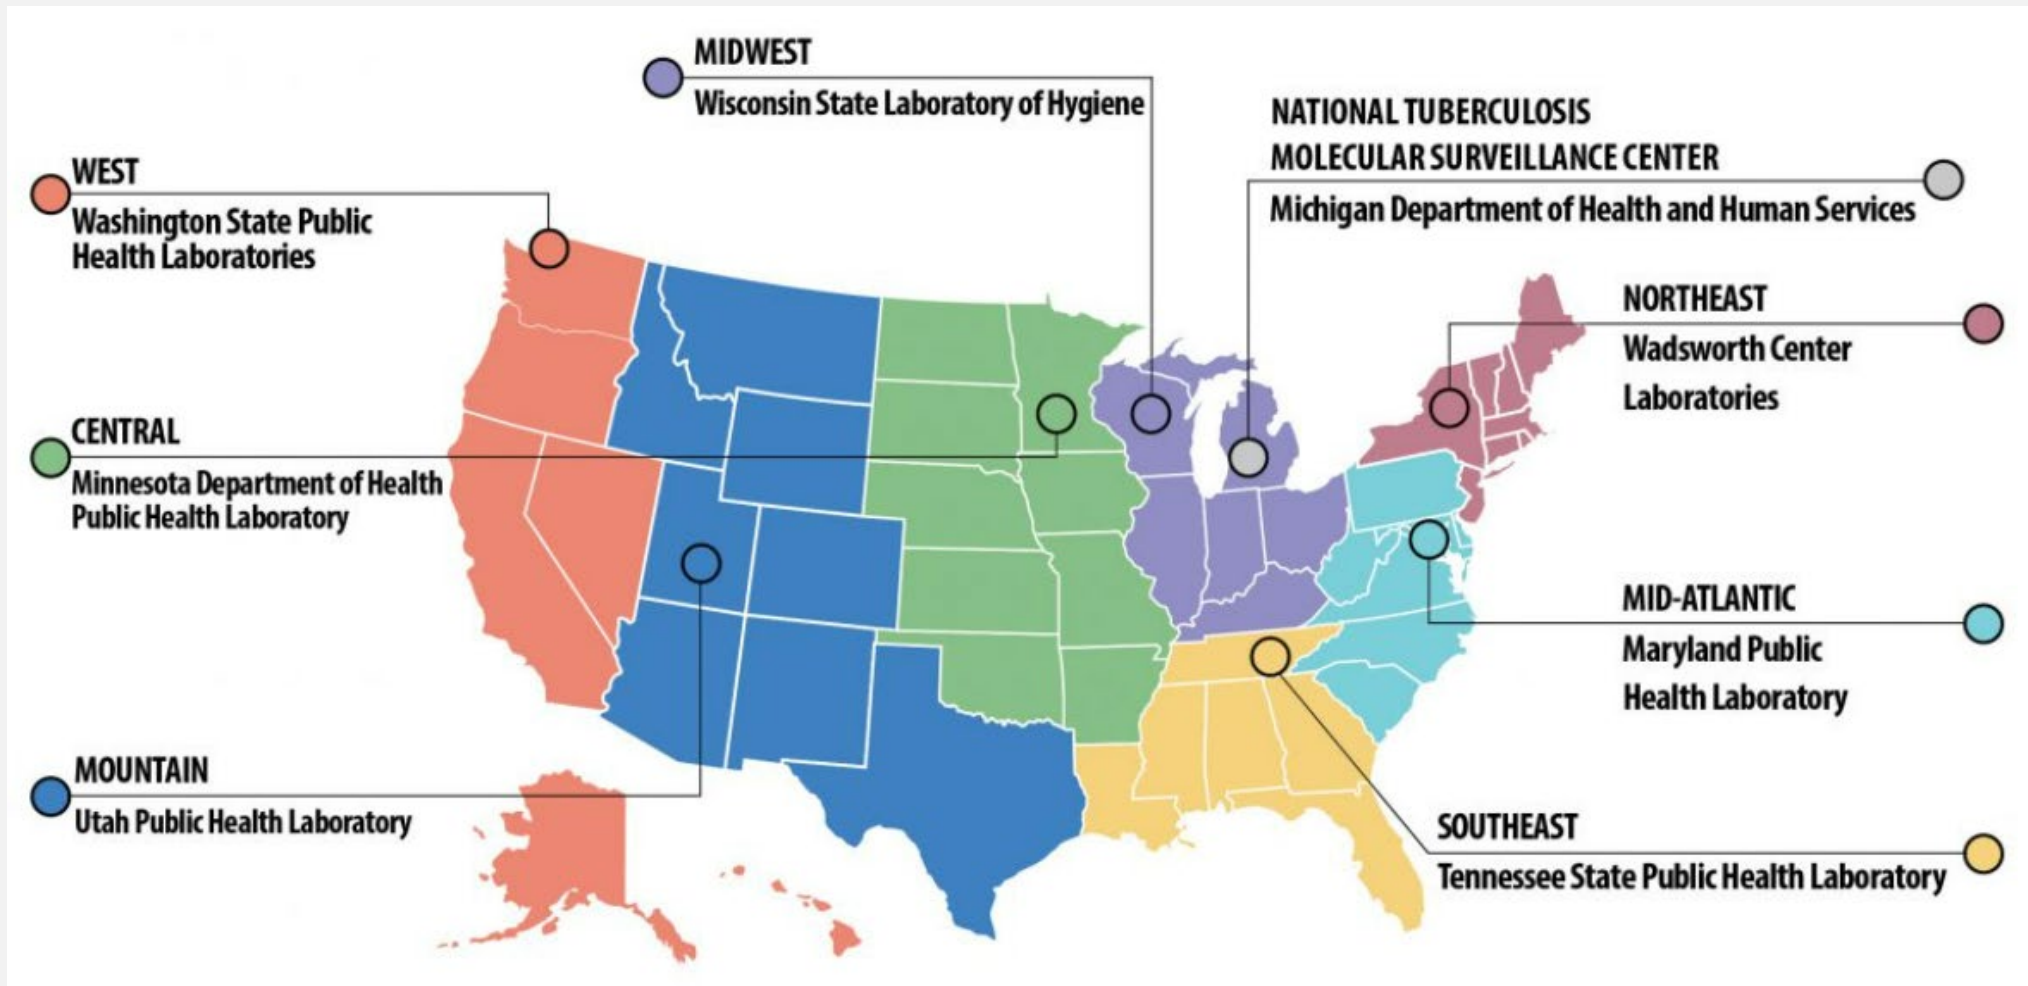 MIDWEST
Wisconsin State Laboratory of Hygiene
NATIONAL TUBERCULOSIS
MOLECULAR SURVEILLANCE CENTER
Michigan Department of Health and Human Services
WEST
Washington State Public
Health Laboratories
NORTHEAST
Wadsworth Center
Laboratories
CENTRAL
Minnesota Department of Health
Public Health Laboratory
MID-ATLANTIC
Maryland Public
Health Laboratory
MOUNTAIN
Utah Public Health Laboratory
SOUTHEAST
Tennessee State Public Health Laboratory